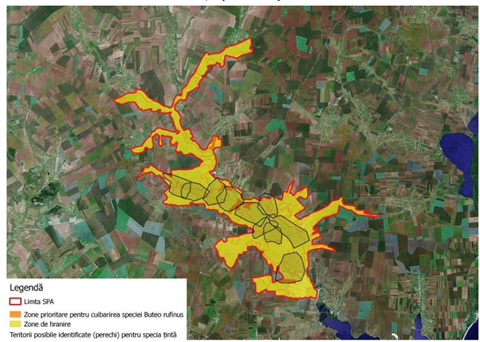 Legendă
Limta SPA
Zone prioritare pentru cuibarirea speciei Buteo rufinus
Zone de hranire
Teritorii posibile identificate (perechi) pentru specia țintă